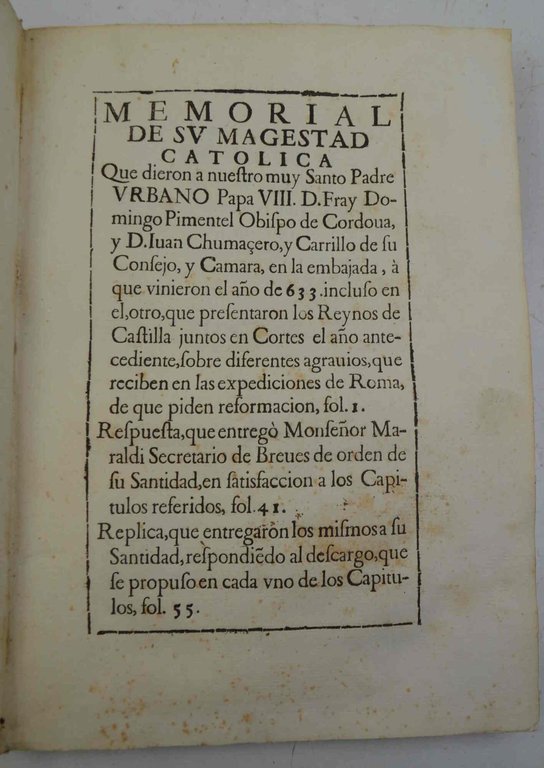 MEMORIAL
DE SV MAGESTAD
CATOLICA
Que dieron a nueſtro muy Santo Padre
VRBANO Papa VIII. D. Fray Do-
mingo Pimentel Obiſpo de Cordoua,
y D. Iuan Chumaçero, y Carrillo de ſu
Conſejo, y Camara, en la embajada, à
que vinieron el año de 633. incluſo en
el, otro, que preſentaron los Reynos de
Caſtilla juntos en Cortes el año ante-
cediente, ſobre diferentes agrauios, que
reciben en las expediciones de Roma,
de que piden reformacion, fol. 1.
Reſpueſta, que entregò Monſeñor Ma-
raldi Secretario de Breues de orden de
ſu Santidad, en ſatisfaccion a los Capi-
tulos referidos, fol. 41.
Replica, que entregaròn los miſmos a ſu
Santidad, reſpondiẽdo al deſcargo, que
ſe propuſo en cada vno de los Capitu-
los, fol. 55.